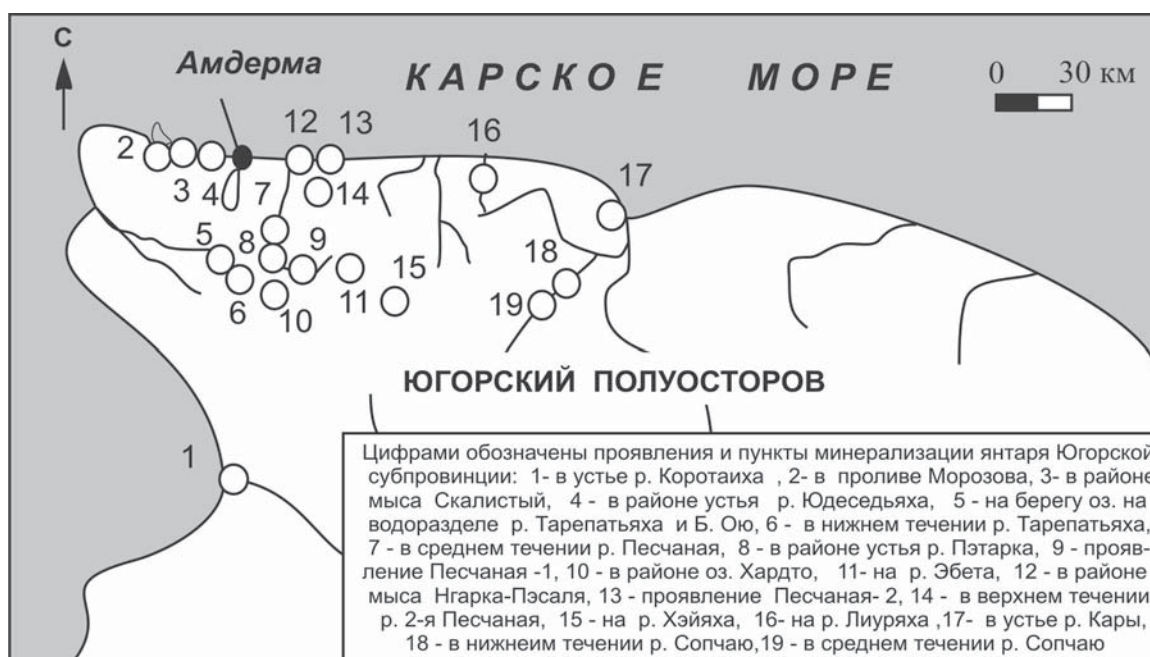 С
Амдерма
КАРСКОЕ МОРЕ
0 30 км
12 13
16
2
3 4 7 14
17
5
8 9
18
15
6 10 11
19
ЮГОРСКИЙ ПОЛУОСТОРОВ
1
Цифрами обозначены проявления и пункты минерализации янтаря Югорской
субпровинции: 1- в устье р. Коротаиха , 2- в проливе Морозова, 3- в районе
мыса Скалистый, 4 - в районе устья р. Юдеседьяха, 5 - на берегу оз. на
водоразделе р. Тарепатьяха и Б. Ою, 6 - в нижнем течении р. Тарепатьяха,
7 - в среднем течении р. Песчаная, 8 - в районе устья р. Пэтарка, 9 - прояв-
ление Песчаная -1, 10 - в районе оз. Хардто, 11- на р. Эбета, 12 - в районе
мыса Нгарка-Пэсаля, 13 - проявление Песчаная- 2, 14 - в верхнем течении
р. 2-я Песчаная, 15 - на р. Хэйяха, 16- на р. Лиуряха ,17- в устье р. Кары,
18 - в нижнеим течении р. Сопчаю,19 - в среднем течении р. Сопчаю